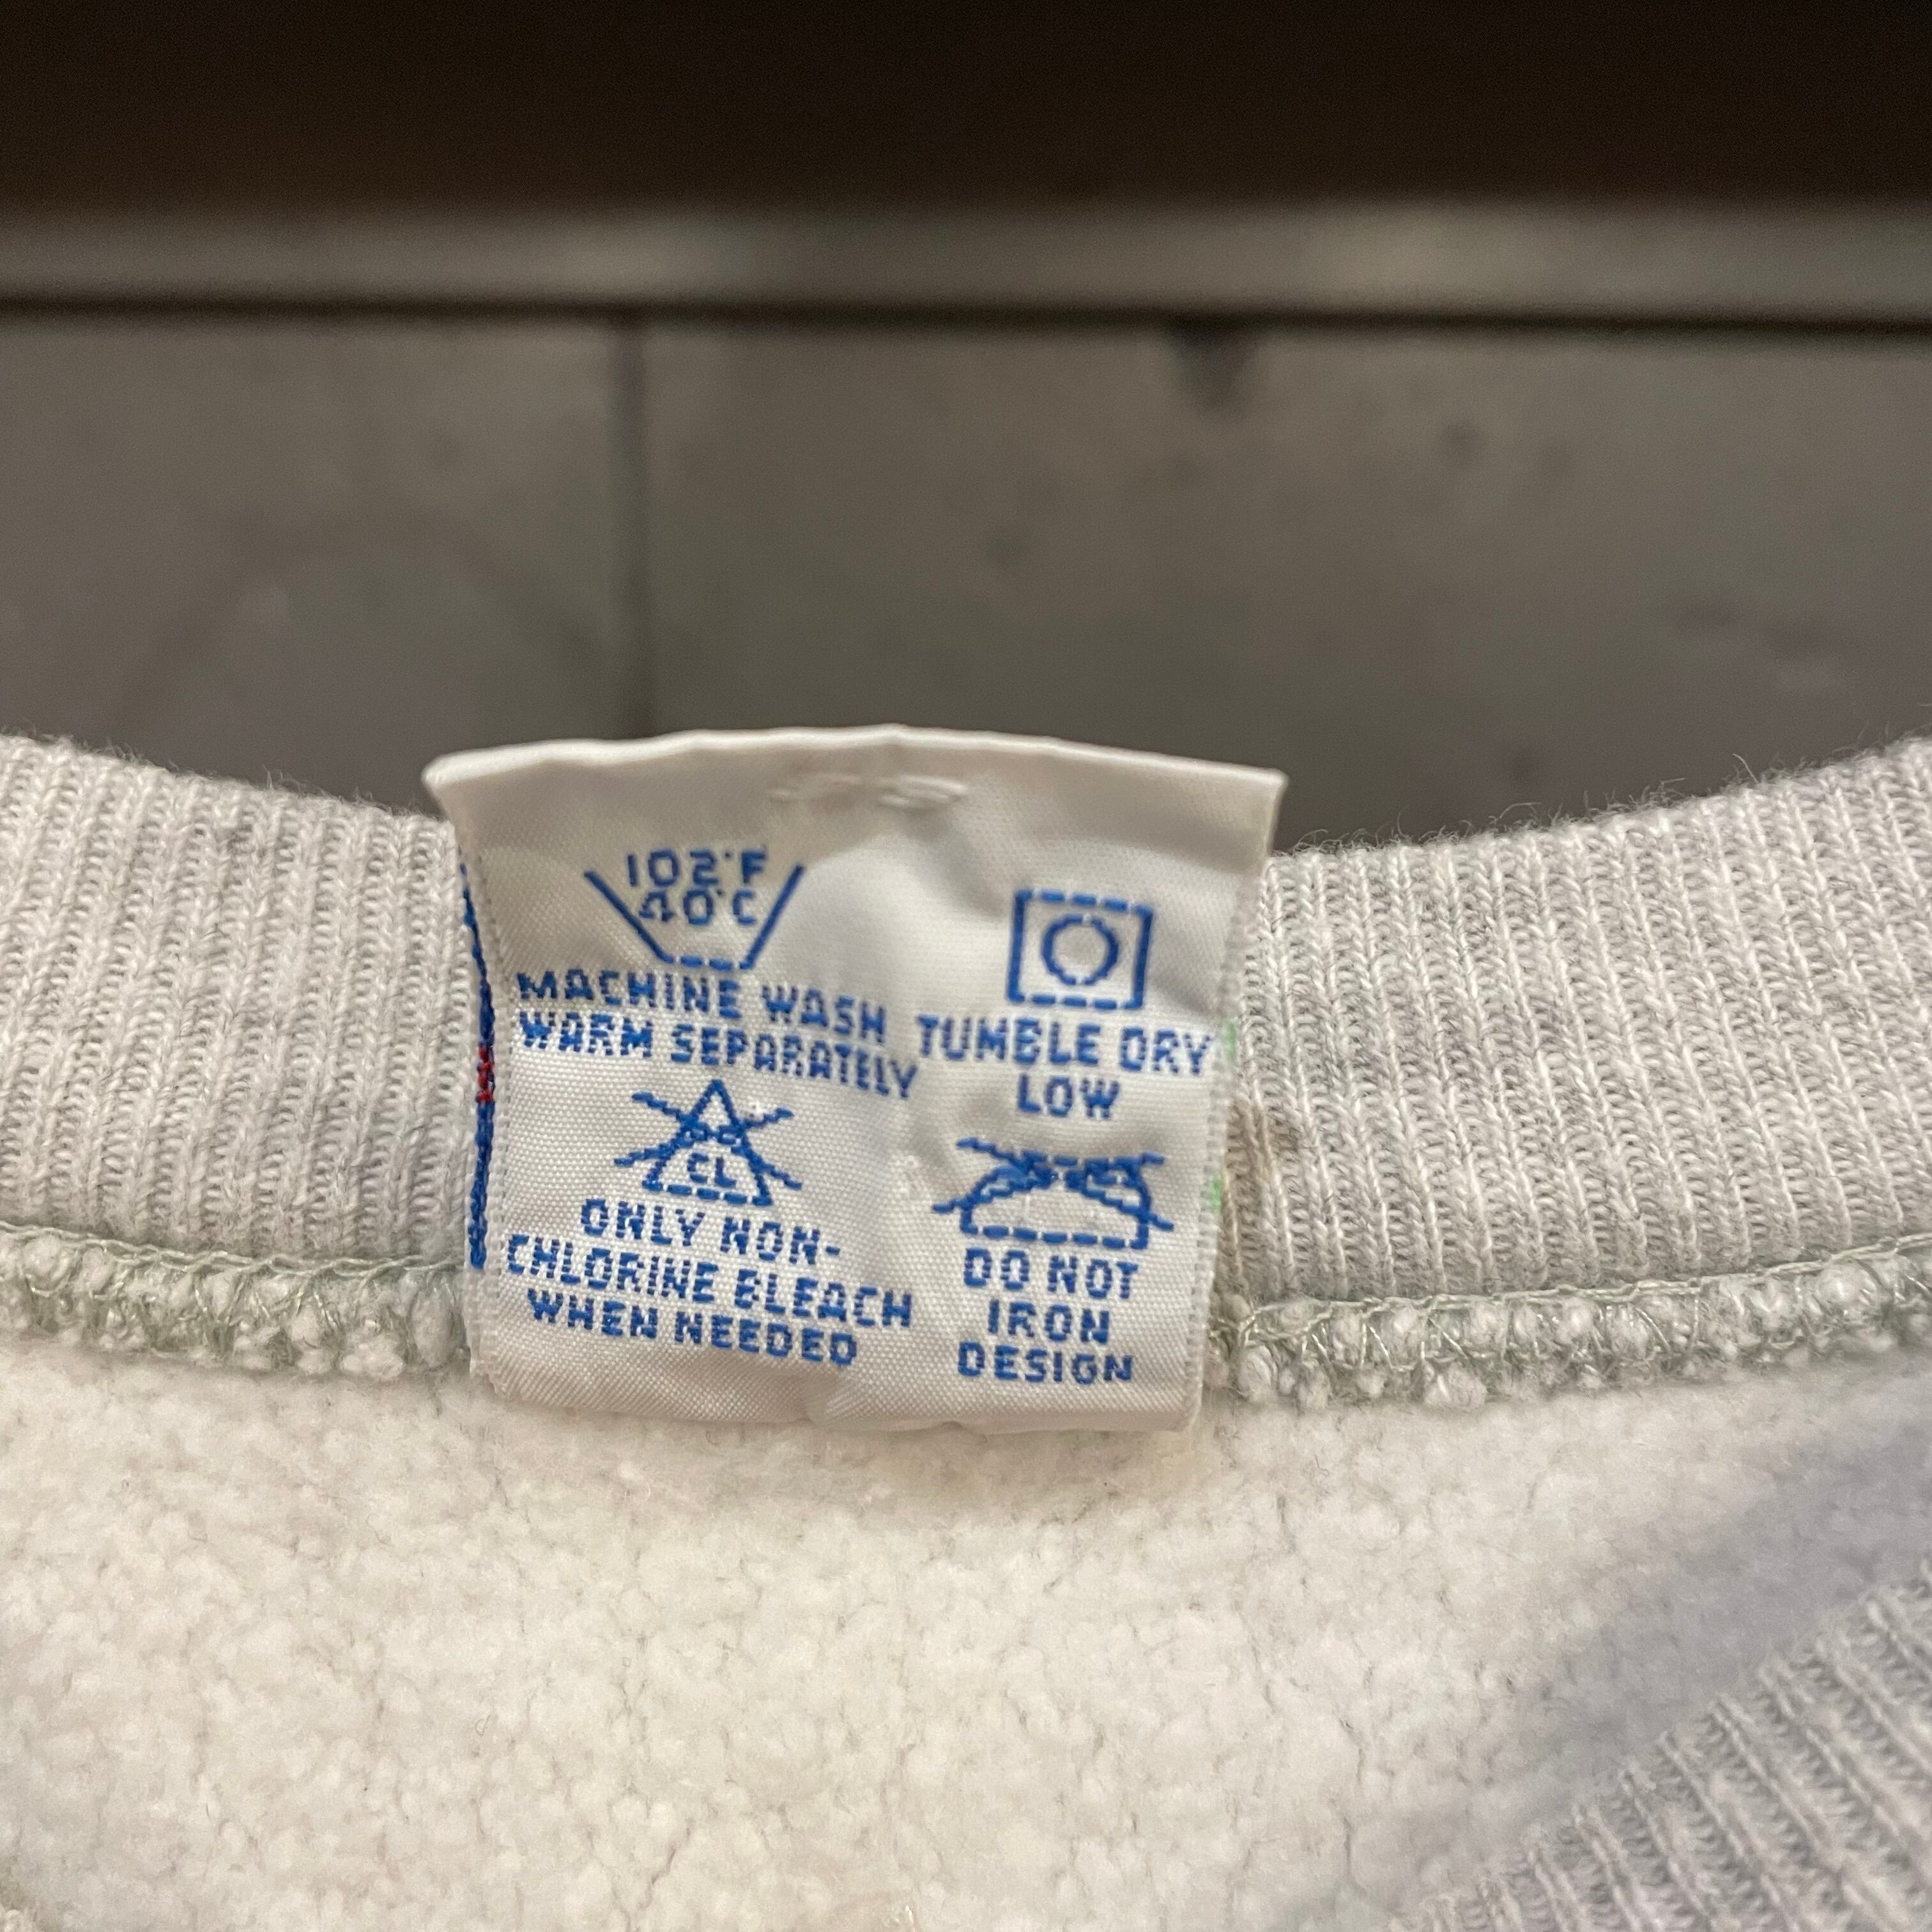 102°F
40°C
MACHINE WASH
WARM SEPARATELY
TUMBLE DRY
LOW
CL
ONLY NON-
CHLORINE BLEACH
WHEN NEEDED
DO NOT
IRON
DESIGN